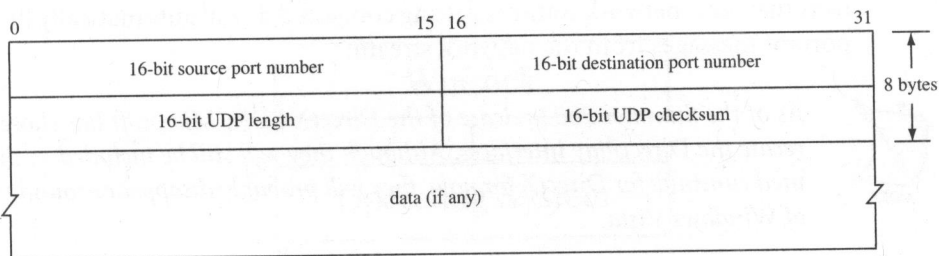 0 15 16 31
16-bit source port number 16-bit destination port number
8 bytes
16-bit UDP length 16-bit UDP checksum
data (if any)